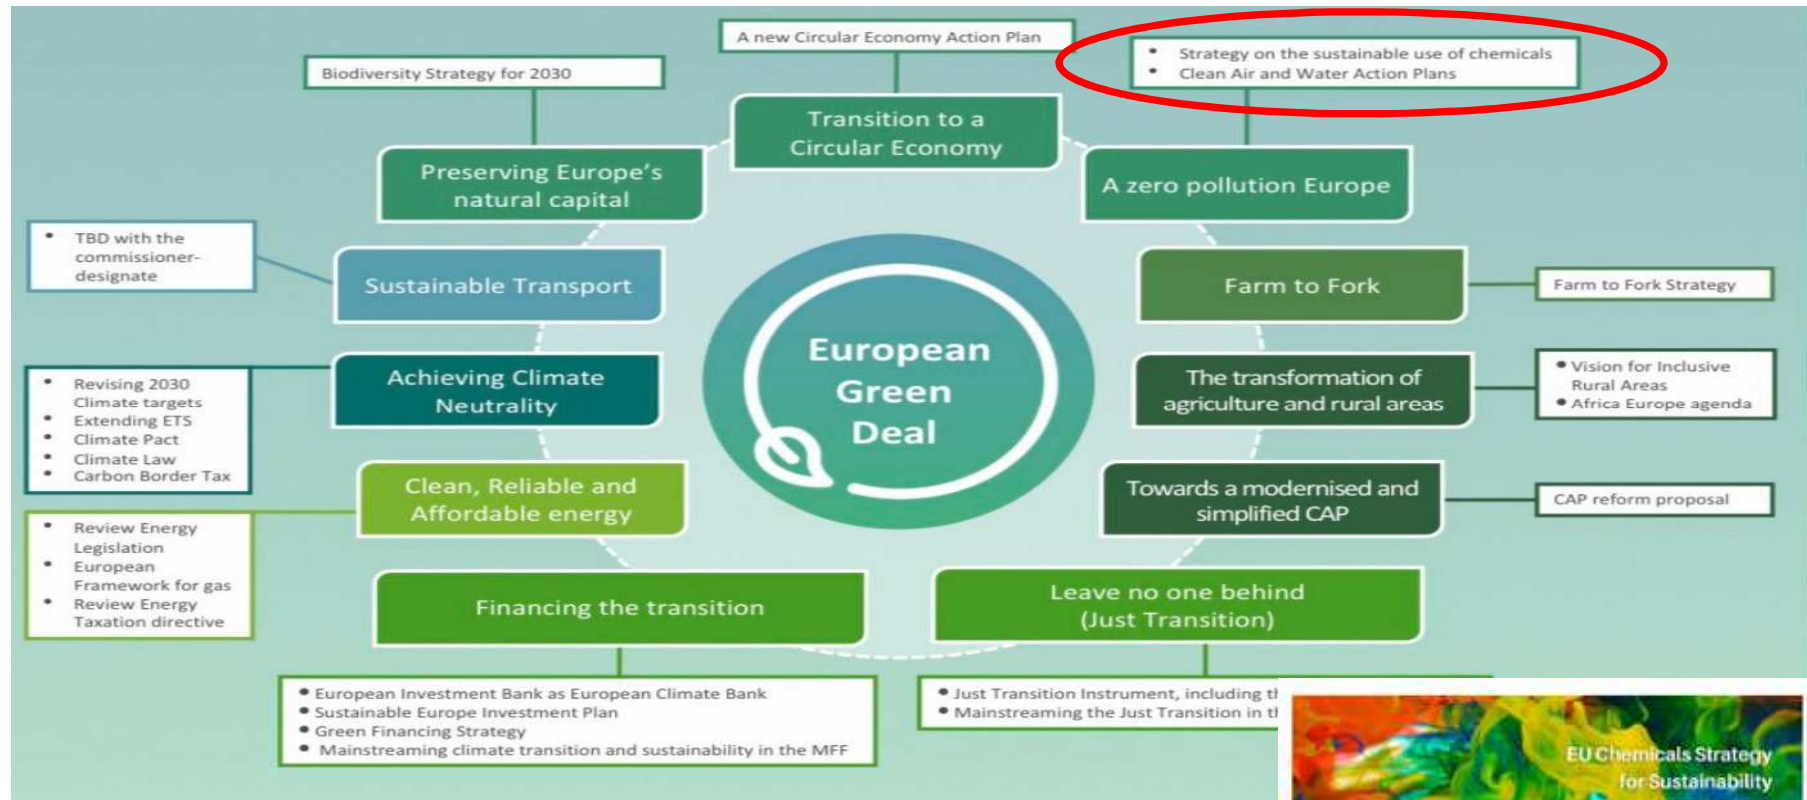 A new Circular Economy Action Plan
• Strategy on the sustainable use of chemicals
• Clean Air and Water Action Plans
Biodiversity Strategy for 2030
Transition to a
Circular Economy
Preserving Europe's
natural capital
A zero pollution Europe
• TBD with the
commissioner-
designate
Sustainable Transport
Farm to Fork
Farm to Fork Strategy
European
Green
Deal
• Revising 2030
Climate targets
• Extending ETS
• Climate Pact
• Climate Law
• Carbon Border Tax
Achieving Climate
Neutrality
The transformation of
agriculture and rural areas
• Vision for Inclusive
Rural Areas
• Africa Europe agenda
Clean, Reliable and
Affordable energy
Towards a modernised and
simplified CAP
CAP reform proposal
• Review Energy
Legislation
• European
Framework for gas
• Review Energy
Taxation directive
Financing the transition
Leave no one behind
(Just Transition)
• European Investment Bank as European Climate Bank
• Sustainable Europe Investment Plan
• Green Financing Strategy
• Mainstreaming climate transition and sustainability in the MFF
• Just Transition Instrument, including
• Mainstreaming the Just Transition in
EU Chemicals Strategy
for Sustainability